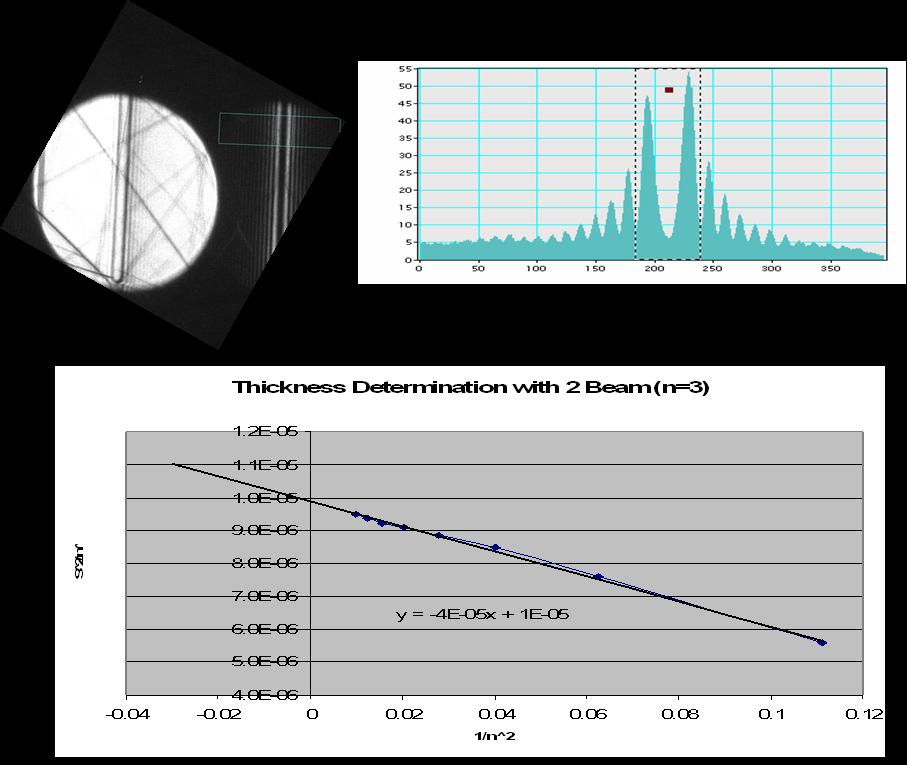 55
50
45
40
35
30
25
20
15
10
5
0
0 50 100 150 200 250 300 350
Thickness Determination with 2 Beam (n=3)
1.2E-05
1.1E-05
1.0E-05
9.0E-06
8.0E-06
7.0E-06
6.0E-06
5.0E-06
4.0E-06
y = -4E-05x + 1E-05
-0.04 -0.02 0 0.02 0.04 0.06 0.08 0.1 0.12
1/n^2